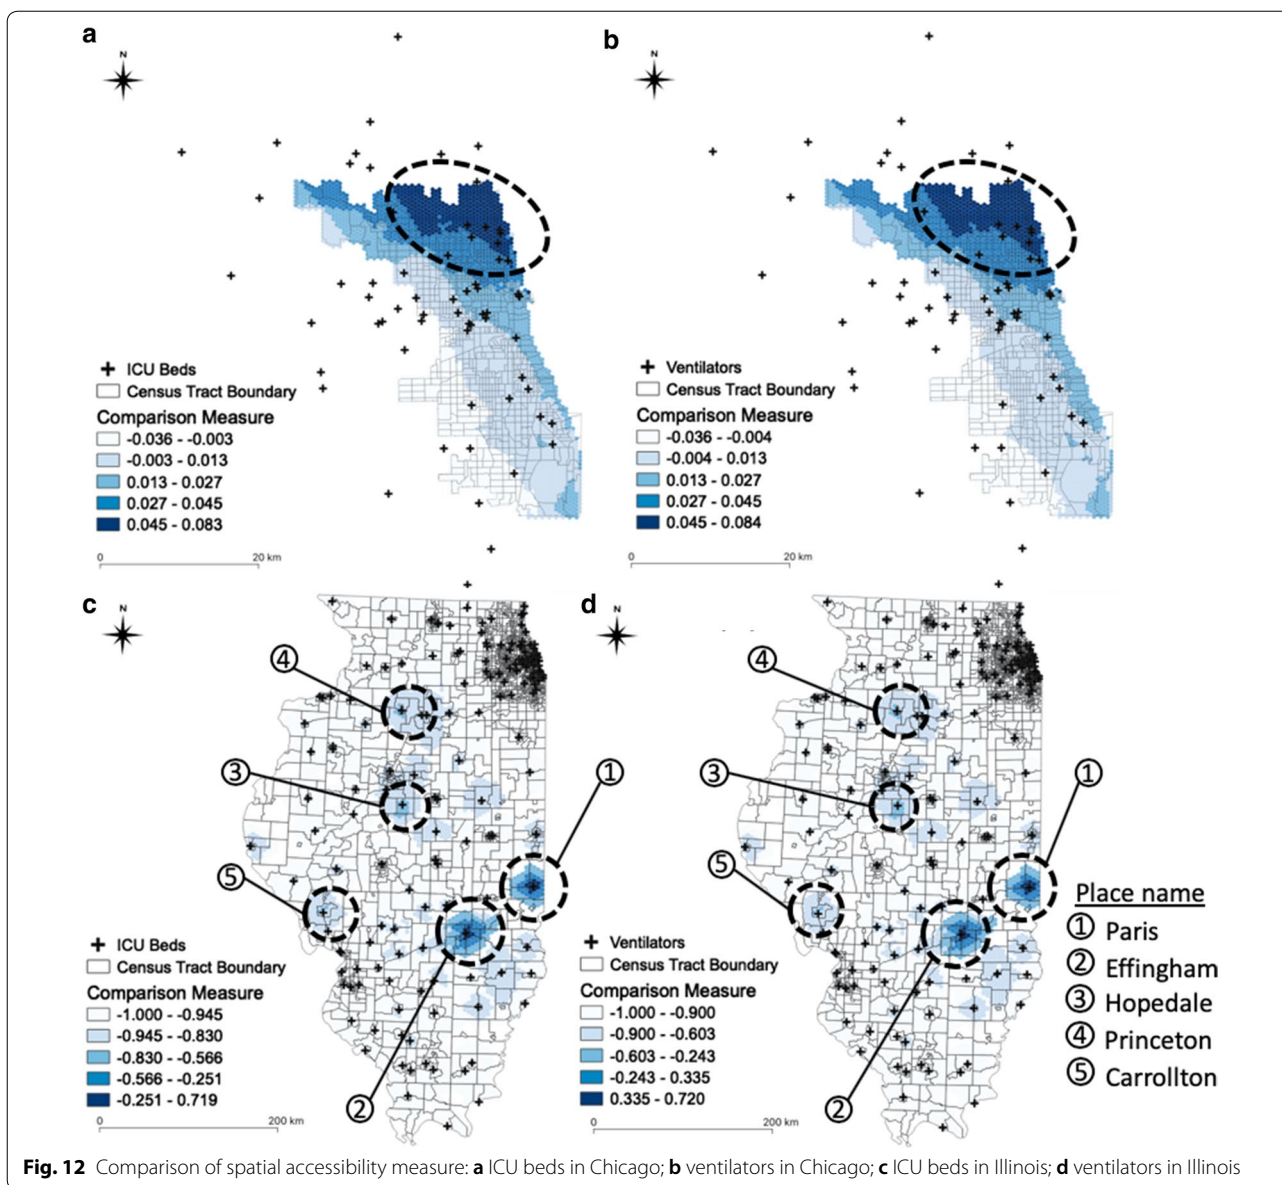 a
N
ICU Beds
Census Tract Boundary
Comparison Measure
-0.036 - -0.003
-0.003 - 0.013
0.013 - 0.027
0.027 - 0.045
0.045 - 0.083
0 20 km
b
N
Ventilators
Census Tract Boundary
Comparison Measure
-0.036 - -0.004
-0.004 - 0.013
0.013 - 0.027
0.027 - 0.045
0.045 - 0.084
0 20 km
c
N
④
③
①
⑤
②
ICU Beds
Census Tract Boundary
Comparison Measure
-1.000 - -0.945
-0.945 - -0.830
-0.830 - -0.566
-0.566 - -0.251
-0.251 - 0.719
0 200 km
d
N
④
③
①
⑤
②
Ventilators
Census Tract Boundary
Comparison Measure
-1.000 - -0.900
-0.900 - -0.603
-0.603 - -0.243
-0.243 - 0.335
0.335 - 0.720
0 200 km
Place name
① Paris
② Effingham
③ Hopedale
④ Princeton
⑤ Carrollton
Fig. 12 Comparison of spatial accessibility measure: a ICU beds in Chicago; b ventilators in Chicago; c ICU beds in Illinois; d ventilators in Illinois